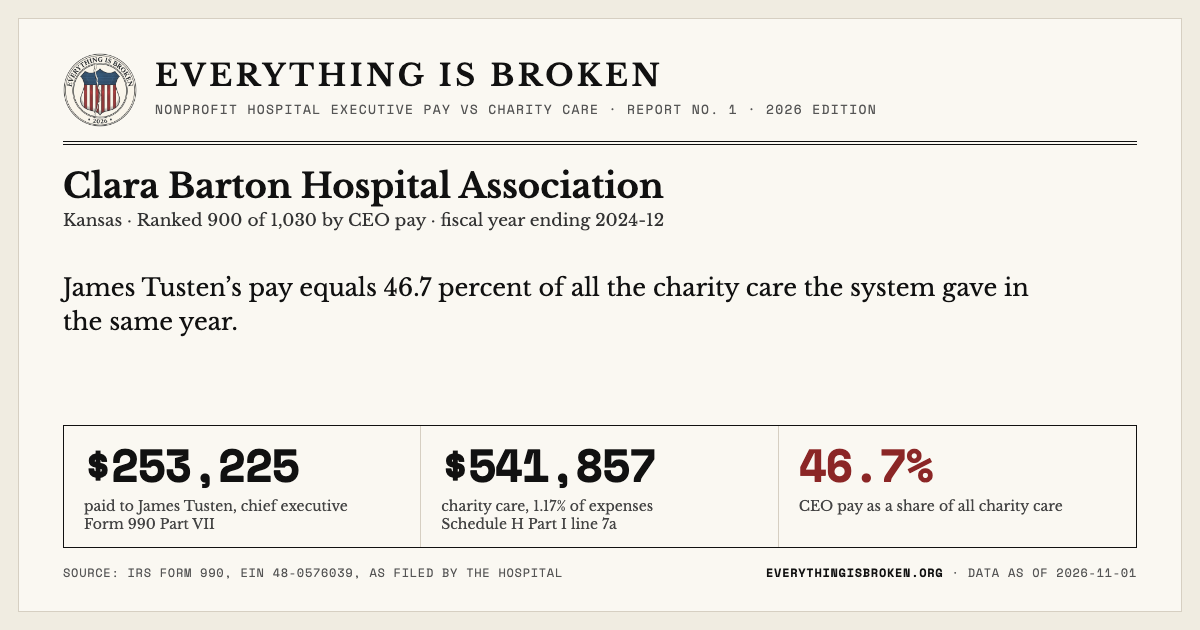 EVERYTHING IS BROKEN
2026
EVERYTHING IS BROKEN
NONPROFIT HOSPITAL EXECUTIVE PAY VS CHARITY CARE · REPORT NO. 1 · 2026 EDITION
Clara Barton Hospital Association
Kansas · Ranked 900 of 1,030 by CEO pay · fiscal year ending 2024-12
James Tusten’s pay equals 46.7 percent of all the charity care the system gave in
the same year.
$253,225
paid to James Tusten, chief executive
Form 990 Part VII
$541,857
charity care, 1.17% of expenses
Schedule H Part I line 7a
46.7%
CEO pay as a share of all charity care
SOURCE: IRS FORM 990, EIN 48-0576039, AS FILED BY THE HOSPITAL
EVERYTHINGISBROKEN.ORG · DATA AS OF 2026-11-01